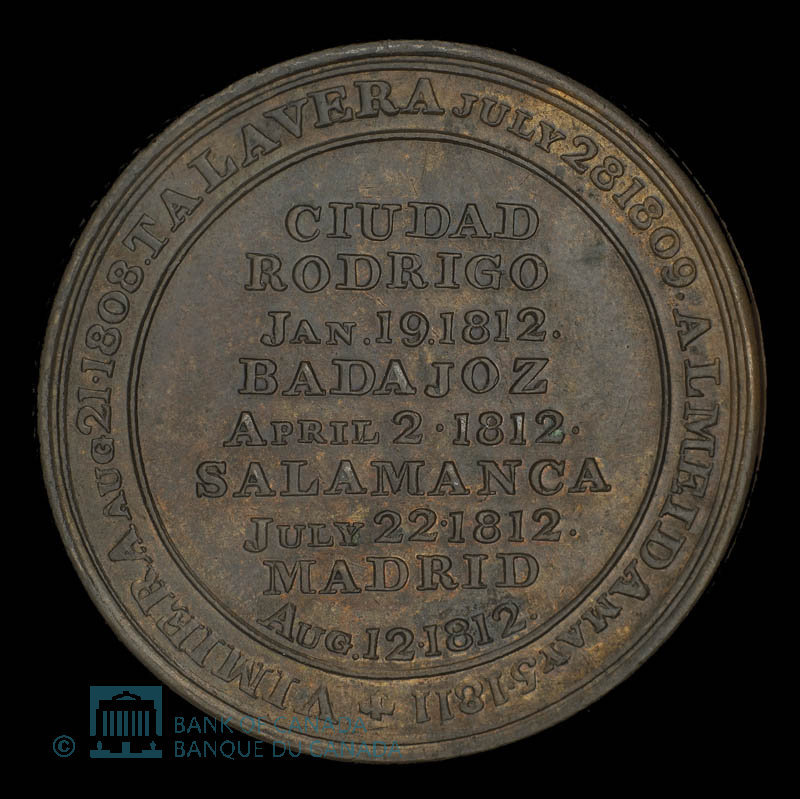 VIMIERA AUG 21·1808·TALAVERA JULY 28 1809·ALMEIDA MAY·5·1811 +
CIUDAD
RODRIGO
JAN.19.1812.
BADAJOZ
APRIL 2·1812·
SALAMANCA
JULY 22·1812.
MADRID
AUG.12·1812.
© BANK OF CANADA
BANQUE DU CANADA